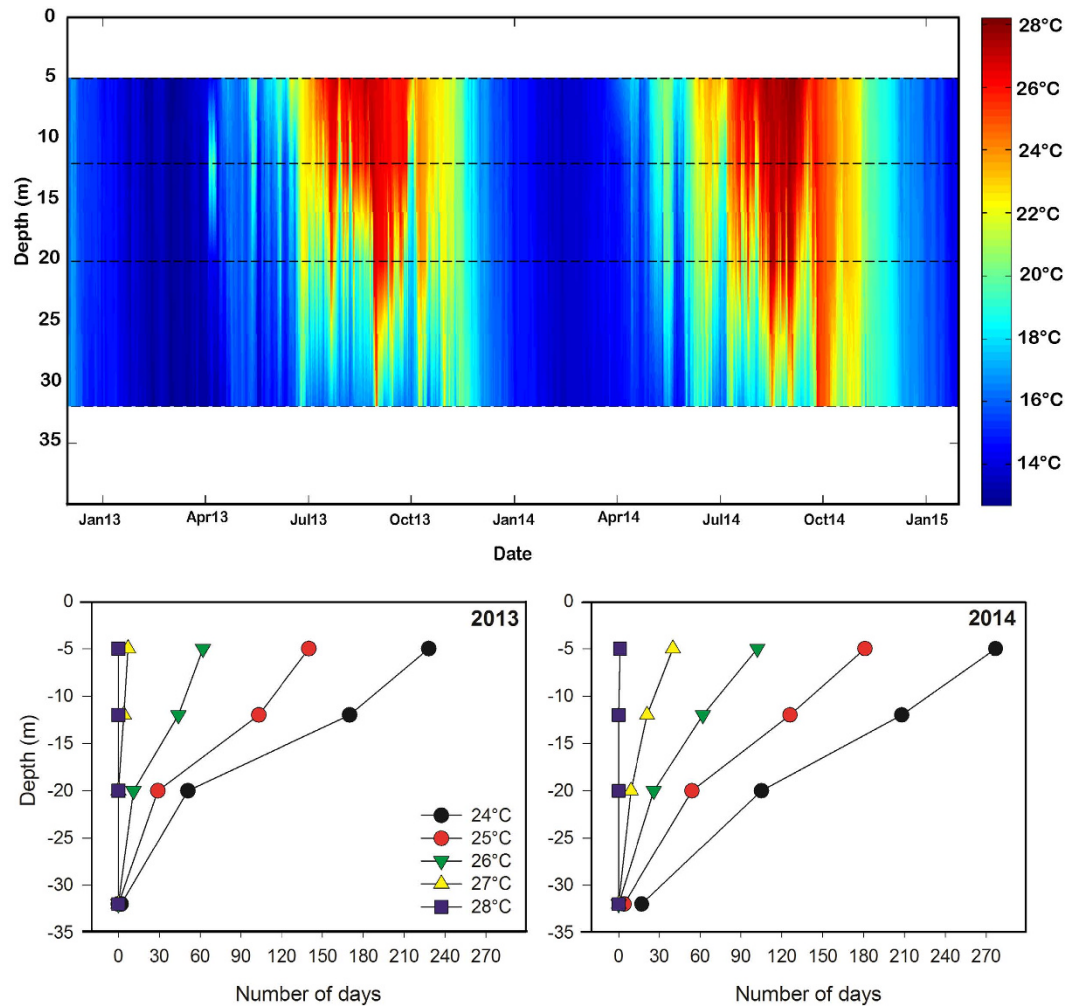 0
5
10
15
20
25
30
35
Depth (m)
Jan13 Apr13 Jul13 Oct13 Jan14 Apr14 Jul14 Oct14 Jan15
Date
28°C
26°C
24°C
22°C
20°C
18°C
16°C
14°C
2013
0
-5
-10
-15
-20
-25
-30
-35
Depth (m)
24°C
25°C
26°C
27°C
28°C
0 30 60 90 120 150 180 210 240 270
Number of days
2014
0
-5
-10
-15
-20
-25
-30
-35
0 30 60 90 120 150 180 210 240 270
Number of days